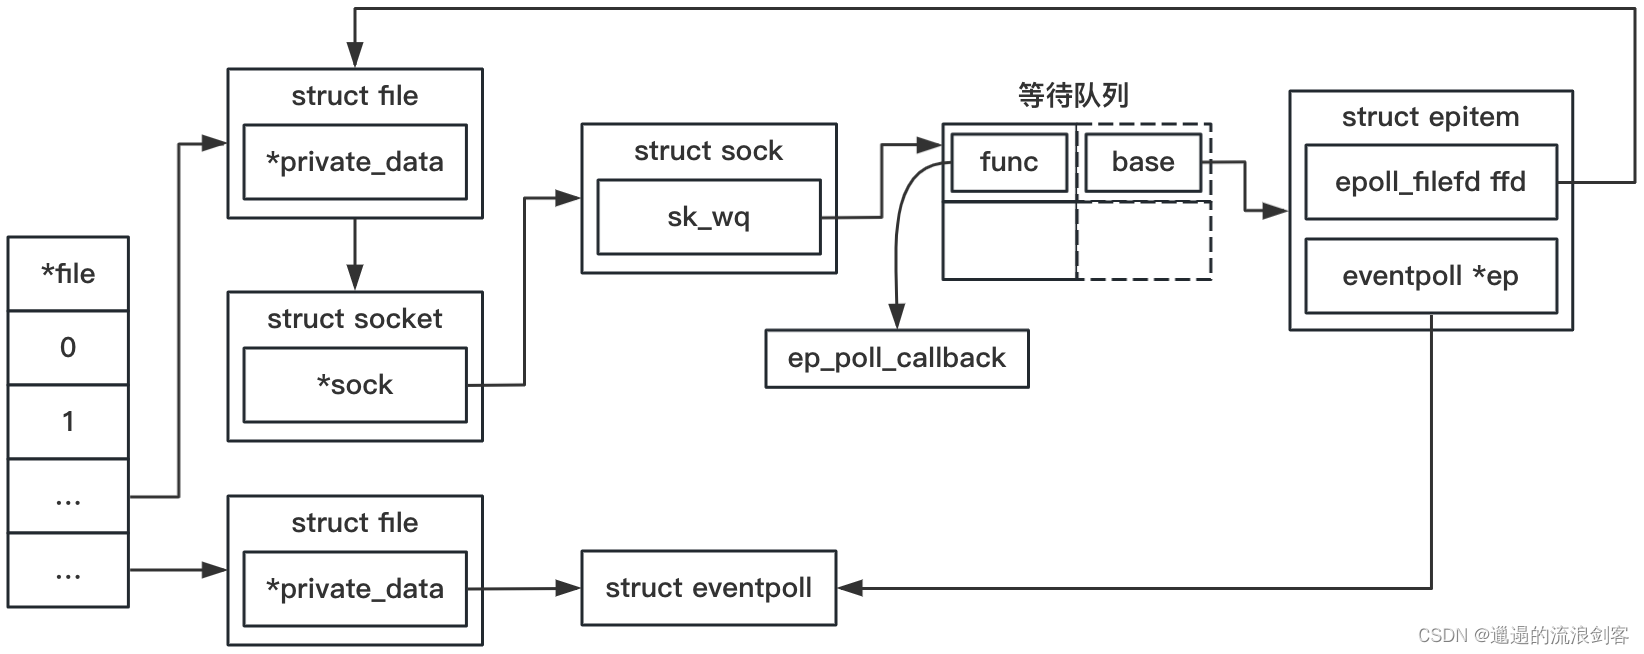 struct file
*private_data
等待队列
struct sock
sk_wq
func
base
struct epitem
epoll_filefd ffd
eventpoll *ep
*file
0
1
...
...
struct socket
*sock
ep_poll_callback
struct file
*private_data
struct eventpoll
CSDN @邋遢的流浪剑客